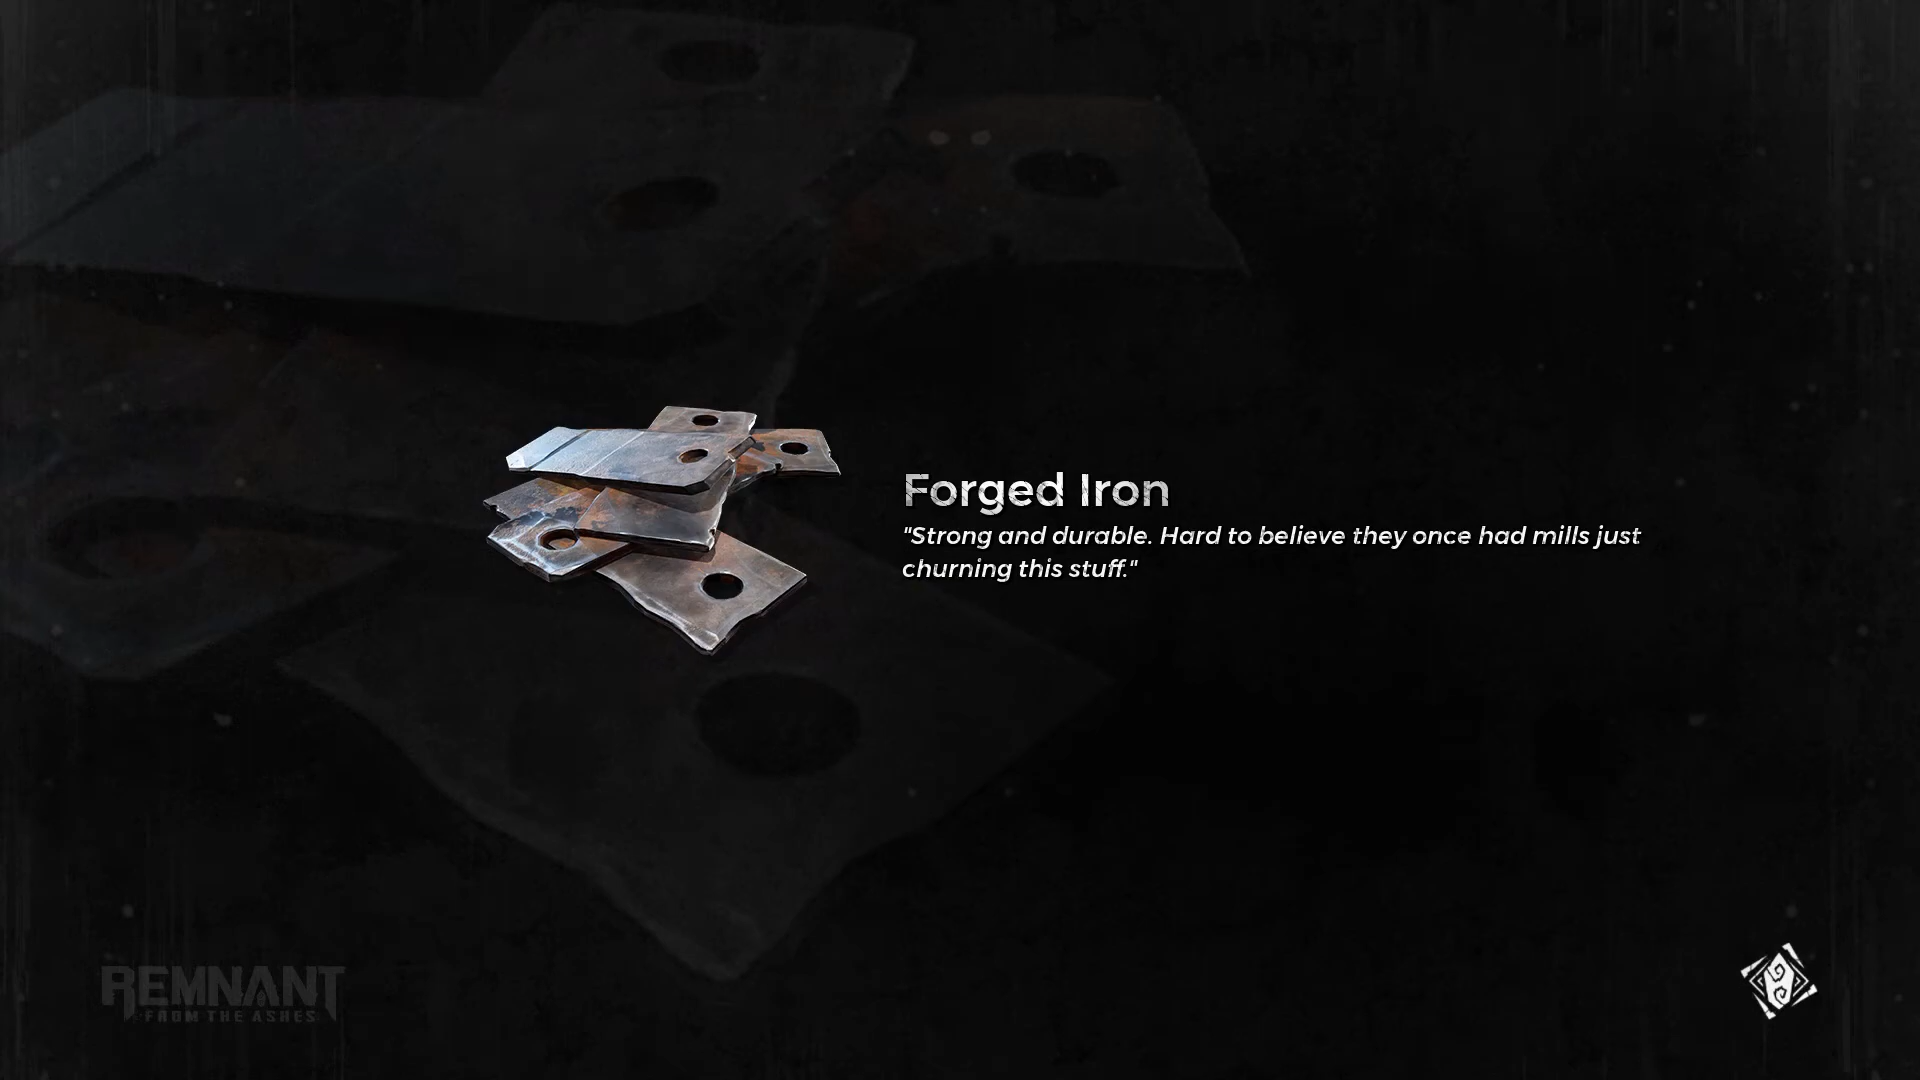 Forged Iron
"Strong and durable. Hard to believe they once had mills just
churning this stuff."
REMNANT
FROM THE ASHES